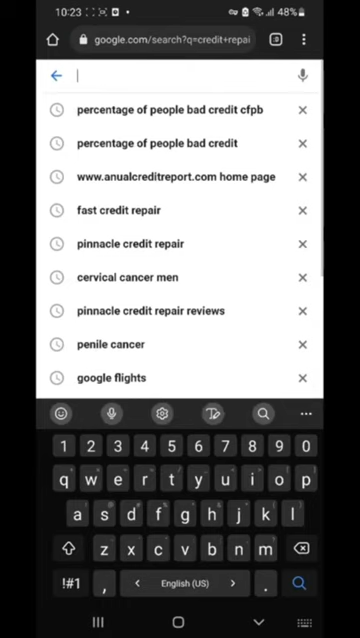 10:23 48%
google.com/search?q=credit+repai
percentage of people bad credit cfpb
percentage of people bad credit
www.anualcreditreport.com home page
fast credit repair
pinnacle credit repair
cervical cancer men
pinnacle credit repair reviews
penile cancer
google flights
1 2 3 4 5 6 7 8 9 0
q w e r t y u i o p
a s d f g h j k l
z x c v b n m
!#1 , English (US) .